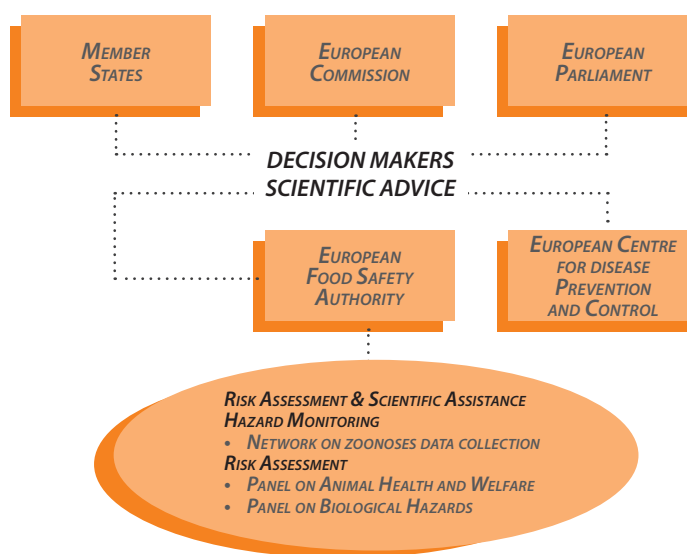 Member
States
European
Commission
European
Parliament
DECISION MAKERS
SCIENTIFIC ADVICE
European
Food Safety
Authority
European Centre
for disease
Prevention
and Control
Risk Assessment & Scientific Assistance
Hazard Monitoring
• Network on zoonoses data collection
Risk Assessment
• Panel on Animal Health and Welfare
• Panel on Biological Hazards